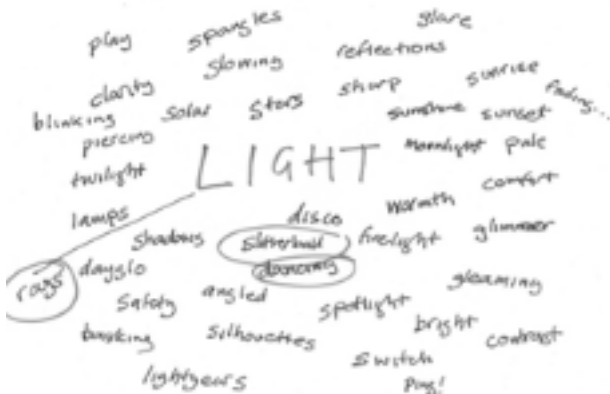 glare
play
spangles
glowing
reflections
clarity
sharp
sunrise
fading...
blinking
solar
stars
sunshine
sunset
piercing
LIGHT
moonlight
pale
twilight
comfort
warmth
lamps
disco
shadows
glitterball
firelight
glimmer
rays
dayglo
dancing
gleaming
safety
angled
spotlight
bright
basking
silhouettes
contrast
switch
lightyears
Ping!